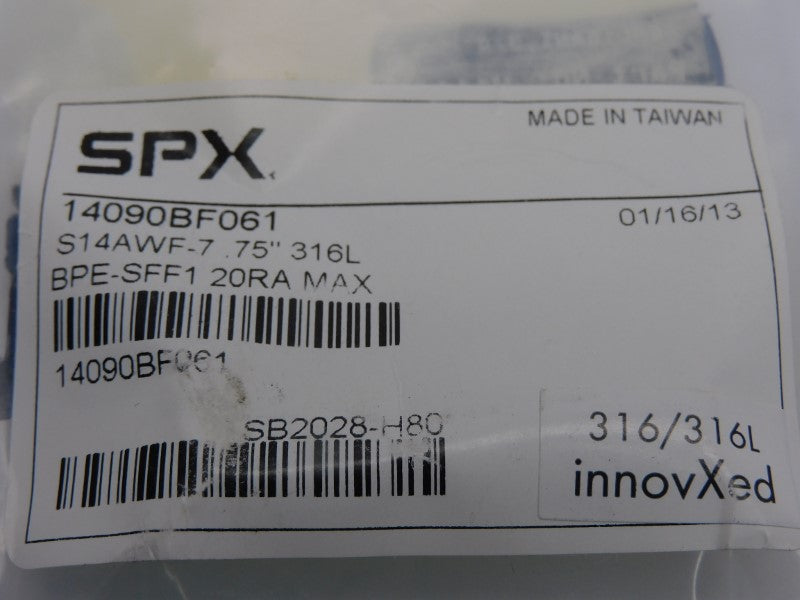 MADE IN TAIWAN
SPX
14090BF061
01/16/13
S14AWF-7 .75" 316L
BPE-SFF1 20RA MAX
14090BF061
SB2028-H80
316/316L
innovXed